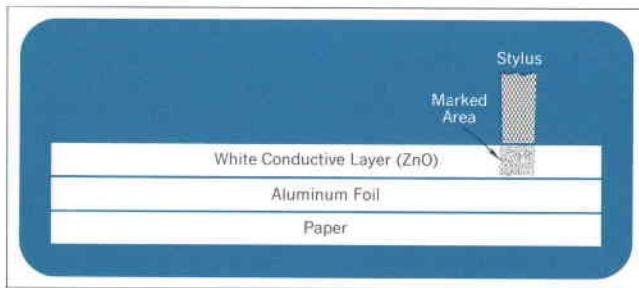 Stylus
Marked
Area
White Conductive Layer (ZnO)
Aluminum Foil
Paper